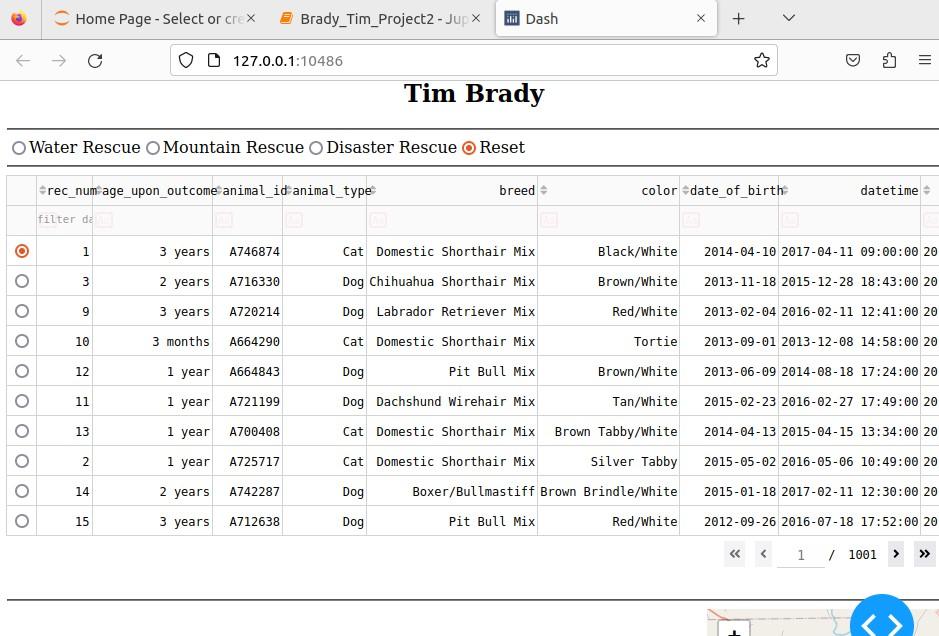 Home Page - Select or cre
Brady_Tim_Project2 - Jup
Dash
127.0.0.1:10486
Tim Brady
Water Rescue Mountain Rescue Disaster Rescue Reset
rec_num age_upon_outcome animal_id animal_type breed color date_of_birth datetime
filter da
1 3 years A746874 Cat Domestic Shorthair Mix Black/White 2014-04-10 2017-04-11 09:00:00 20
3 2 years A716330 Dog Chihuahua Shorthair Mix Brown/White 2013-11-18 2015-12-28 18:43:00 20
9 3 years A720214 Dog Labrador Retriever Mix Red/White 2013-02-04 2016-02-11 12:41:00 20
10 3 months A664290 Cat Domestic Shorthair Mix Tortie 2013-09-01 2013-12-08 14:58:00 20
12 1 year A664843 Dog Pit Bull Mix Brown/White 2013-06-09 2014-08-18 17:24:00 20
11 1 year A721199 Dog Dachshund Wirehair Mix Tan/White 2015-02-23 2016-02-27 17:49:00 20
13 1 year A700408 Cat Domestic Shorthair Mix Brown Tabby/White 2014-04-13 2015-04-15 13:34:00 20
2 1 year A725717 Cat Domestic Shorthair Mix Silver Tabby 2015-05-02 2016-05-06 10:49:00 20
14 2 years A742287 Dog Boxer/Bullmastiff Brown Brindle/White 2015-01-18 2017-02-11 12:30:00 20
15 3 years A712638 Dog Pit Bull Mix Red/White 2012-09-26 2016-07-18 17:52:00 20
« ‹ 1 / 1001 › »
+